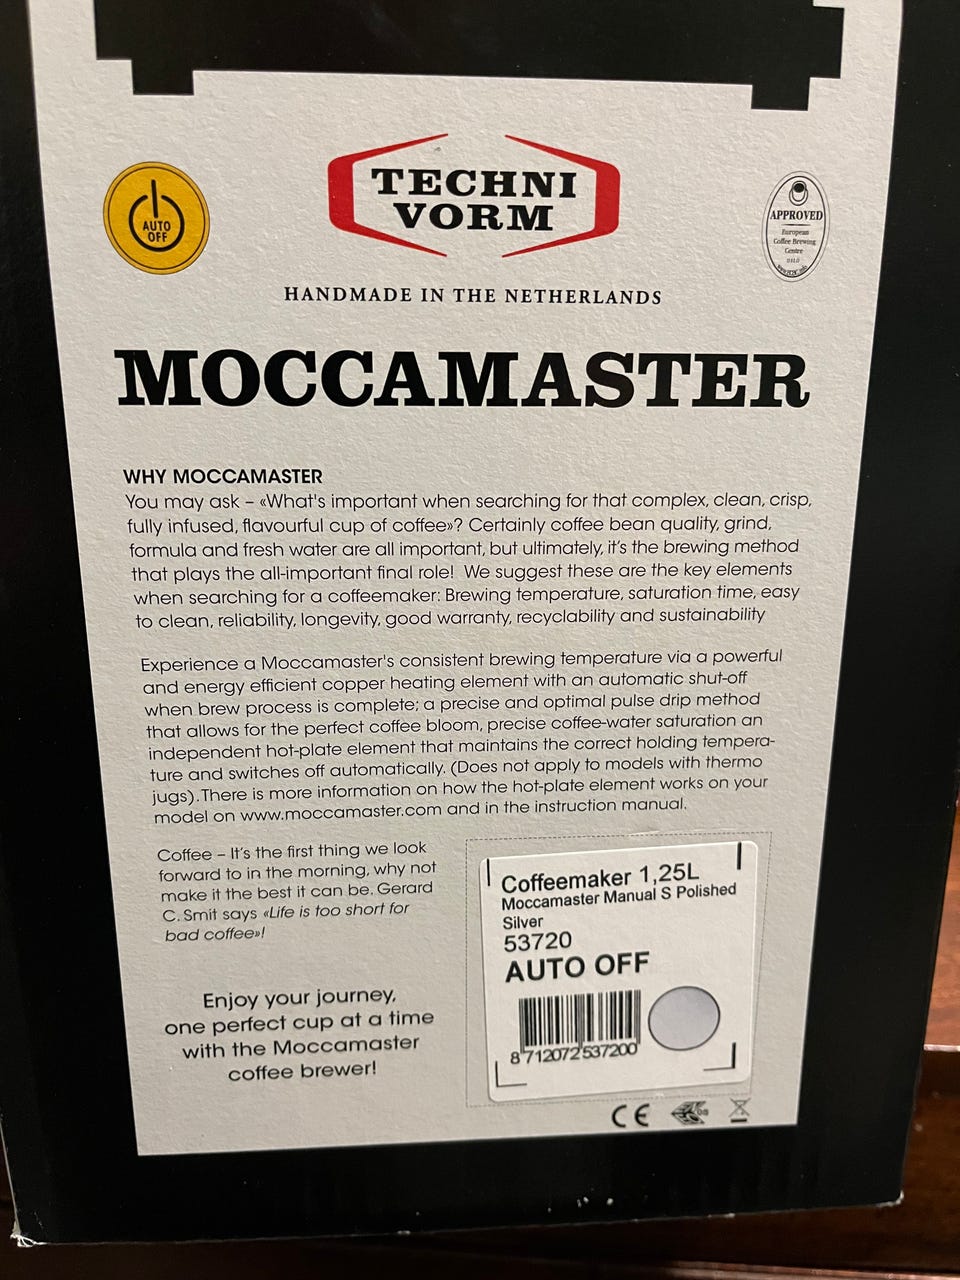 AUTO
OFF
TECHNI
VORM
APPROVED
European
Coffee Brewing
Centre
HANDMADE IN THE NETHERLANDS
MOCCAMASTER
WHY MOCCAMASTER
You may ask – «What's important when searching for that complex, clean, crisp,
fully infused, flavourful cup of coffee»? Certainly coffee bean quality, grind,
formula and fresh water are all important, but ultimately, it's the brewing method
that plays the all-important final role! We suggest these are the key elements
when searching for a coffeemaker: Brewing temperature, saturation time, easy
to clean, reliability, longevity, good warranty, recyclability and sustainability
Experience a Moccamaster's consistent brewing temperature via a powerful
and energy efficient copper heating element with an automatic shut-off
when brew process is complete; a precise and optimal pulse drip method
that allows for the perfect coffee bloom, precise coffee-water saturation an
independent hot-plate element that maintains the correct holding tempera-
ture and switches off automatically. (Does not apply to models with thermo
jugs). There is more information on how the hot-plate element works on your
model on www.moccamaster.com and in the instruction manual.
Coffee – It's the first thing we look
forward to in the morning, why not
make it the best it can be. Gerard
C. Smit says «Life is too short for
bad coffee»!
Enjoy your journey,
one perfect cup at a time
with the Moccamaster
coffee brewer!
Coffeemaker 1,25L
Moccamaster Manual S Polished
Silver
53720
AUTO OFF
8 712072 537200
CE